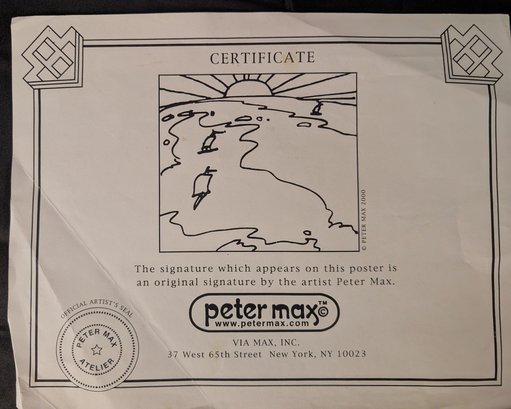 CERTIFICATE
© PETER MAX 2000
The signature which appears on this poster is
an original signature by the artist Peter Max.
peter max™©
www.petermax.com
VIA MAX, INC.
37 West 65th Street New York, NY 10023
OFFICIAL ARTIST'S SEAL
PETER MAX
ATELIER